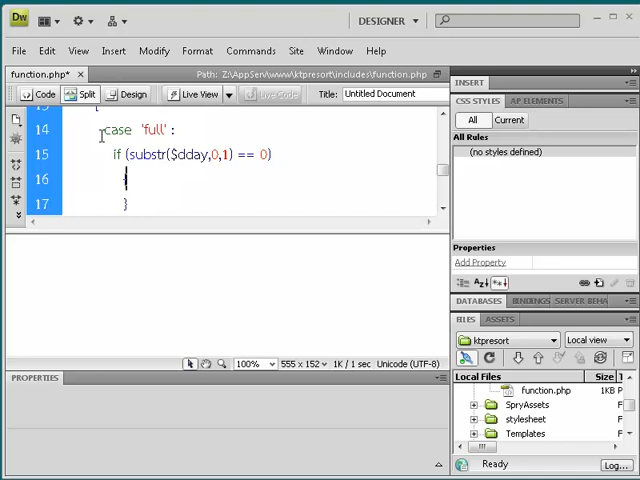 Dw
DESIGNER
File Edit View Insert Modify Format Commands Site Window Help
function.php*
Path: Z:\AppServ\www\ktpresort\includes\function.php
Code Split Design Live View Live Code Title: Untitled Document
14 case 'full' :
15 if (substr($dday,0,1) == 0)
16 {
17 }
100% 555 x 152 1K / 1 sec Unicode (UTF-8)
PROPERTIES
INSERT
CSS STYLES AP ELEMENTS
All Current
All Rules
(no styles defined)
Properties
Add Property
DATABASES BINDINGS SERVER BEHA
FILES ASSETS
ktpresort Local view
Local Files Size
function.php 1KB
SpryAssets
stylesheet
Templates
Ready Log...